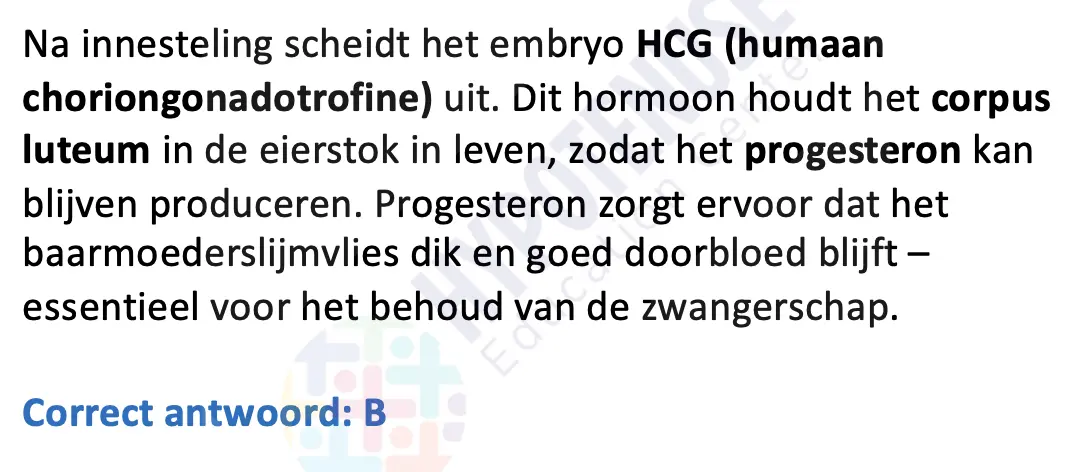 Na innesteling scheidt het embryo HCG (humaan
choriongonadotrofine) uit. Dit hormoon houdt het corpus
luteum in de eierstok in leven, zodat het progesteron kan
blijven produceren. Progesteron zorgt ervoor dat het
baarmoederslijmvlies dik en goed doorbloed blijft –
essentieel voor het behoud van de zwangerschap.
Correct antwoord: B
HYPOTENUSE
Education Center